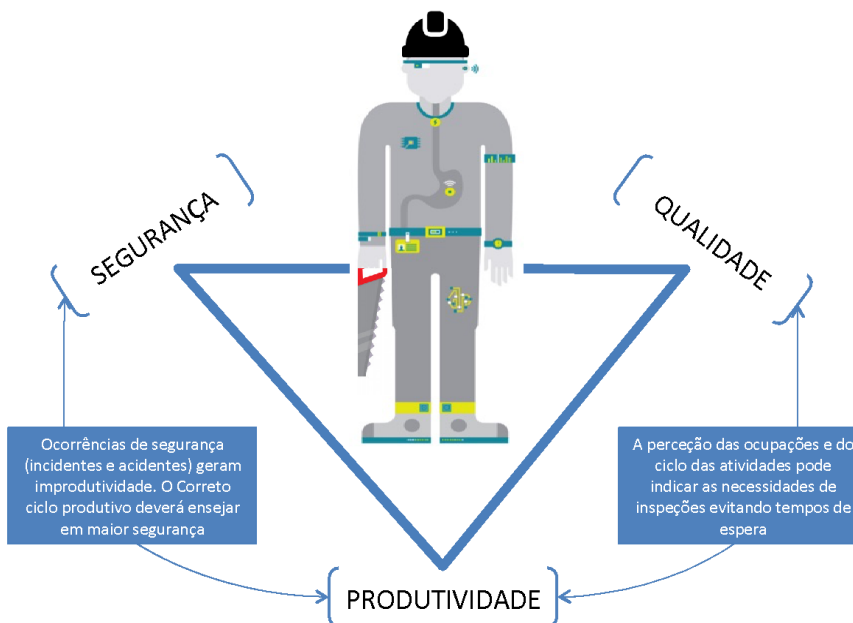 SEGURANÇA
QUALIDADE
Ocorrências de segurança
(incidentes e acidentes) geram
improdutividade. O Correto
ciclo produtivo deverá ensejar
em maior segurança
A perceção das ocupações e do
ciclo das atividades pode
indicar as necessidades de
inspeções evitando tempos de
espera
PRODUTIVIDADE